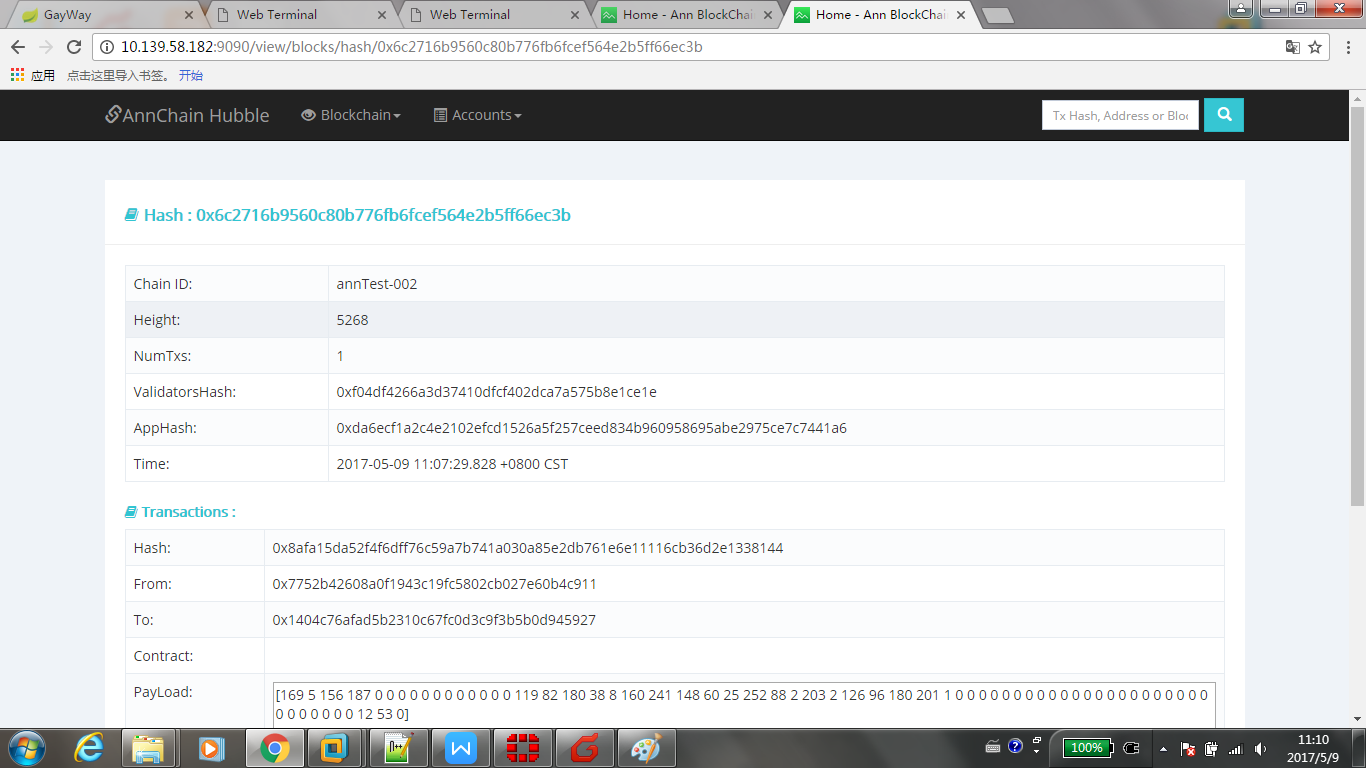 GayWay
Web Terminal
Web Terminal
Home - Ann BlockChai
Home - Ann BlockChai
10.139.58.182:9090/view/blocks/hash/0x6c2716b9560c80b776fb6fcef564e2b5ff66ec3b
应用 点击这里导入书签。 开始
AnnChain Hubble
Blockchain
Accounts
Tx Hash, Address or Bloc
Hash : 0x6c2716b9560c80b776fb6fcef564e2b5ff66ec3b
Chain ID: annTest-002
Height: 5268
NumTxs: 1
ValidatorsHash: 0xf04df4266a3d37410dfcf402dca7a575b8e1ce1e
AppHash: 0xda6ecf1a2c4e2102efcd1526a5f257ceed834b960958695abe2975ce7c7441a6
Time: 2017-05-09 11:07:29.828 +0800 CST
Transactions :
Hash: 0x8afa15da52f4f6dff76c59a7b741a030a85e2db761e6e11116cb36d2e1338144
From: 0x7752b42608a0f1943c19fc5802cb027e60b4c911
To: 0x1404c76afad5b2310c67fc0d3c9f3b5b0d945927
Contract:
PayLoad: [169 5 156 187 0 0 0 0 0 0 0 0 0 0 0 0 119 82 180 38 8 160 241 148 60 25 252 88 2 203 2 126 96 180 201 1 0 0 0 0 0 0 0 0 0 0 0 0 0 0 0 0 0 0 0 0 0 0
0 0 0 0 0 0 0 12 53 0]
100%
11:10
2017/5/9